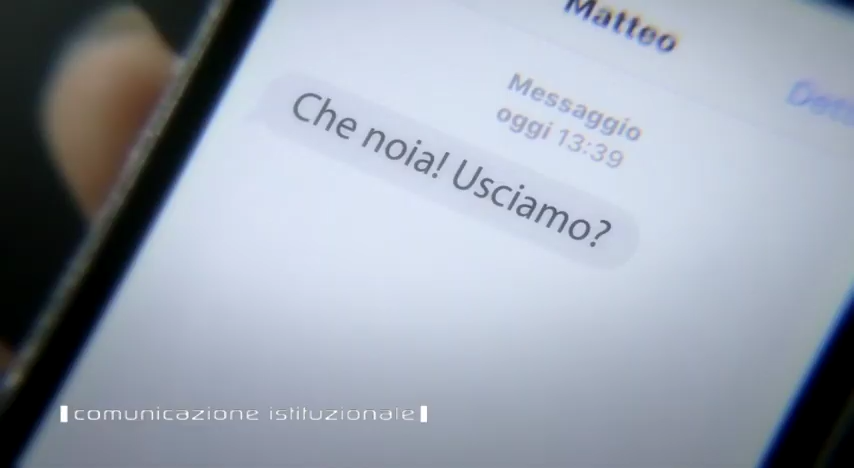 Matteo
Messaggio
oggi 13:39
Che noia! Usciamo?
comunicazione istituzionale